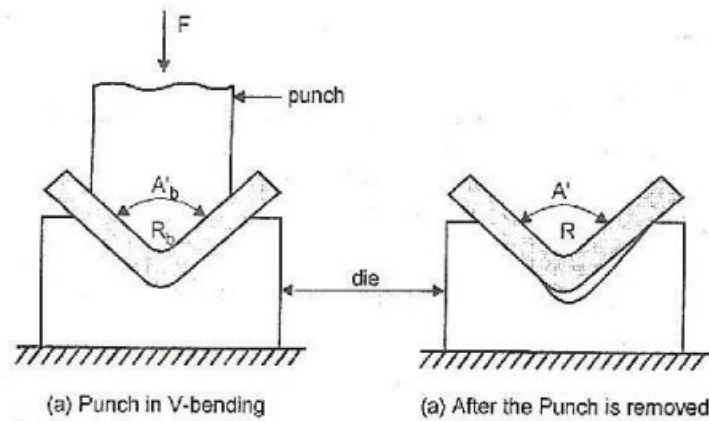 F
punch
A'b
Rb
A'
R
die
(a) Punch in V-bending
(a) After the Punch is removed